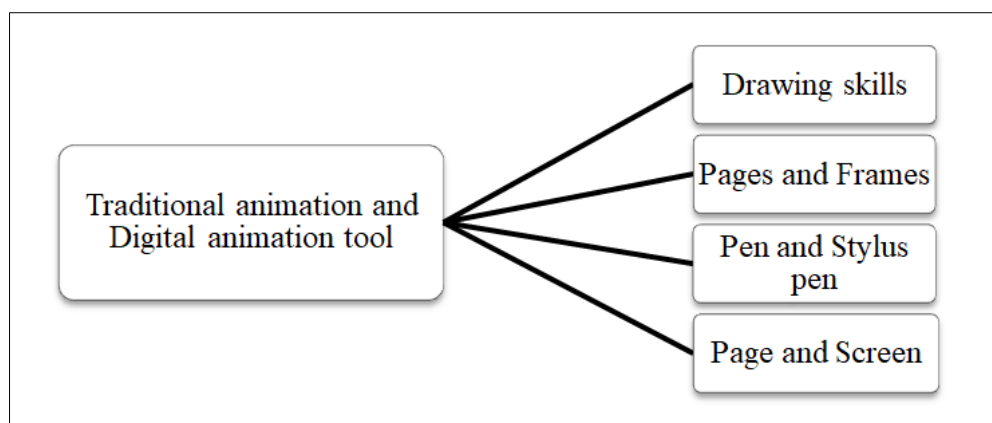 Traditional animation and
Digital animation tool
Drawing skills
Pages and Frames
Pen and Stylus
pen
Page and Screen